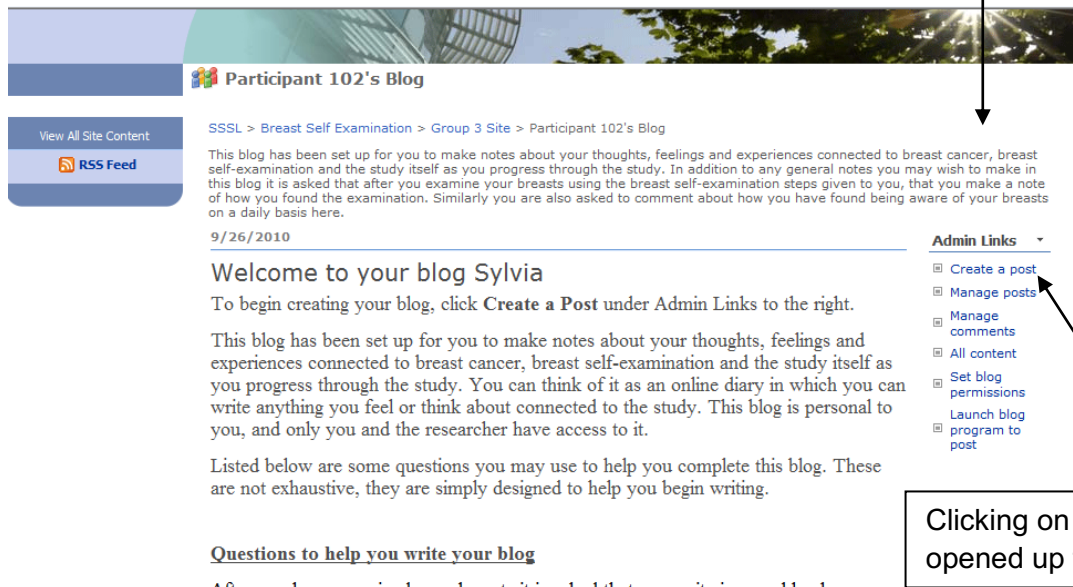 Participant 102's Blog
View All Site Content
RSS Feed
SSSL > Breast Self Examination > Group 3 Site > Participant 102's Blog
This blog has been set up for you to make notes about your thoughts, feelings and experiences connected to breast cancer, breast
self-examination and the study itself as you progress through the study. In addition to any general notes you may wish to make in
this blog it is asked that after you examine your breasts using the breast self-examination steps given to you, that you make a note
of how you found the examination. Similarly you are also asked to comment about how you have found being aware of your breasts
on a daily basis here.
9/26/2010
Welcome to your blog Sylvia
To begin creating your blog, click Create a Post under Admin Links to the right.
This blog has been set up for you to make notes about your thoughts, feelings and
experiences connected to breast cancer, breast self-examination and the study itself as
you progress through the study. You can think of it as an online diary in which you can
write anything you feel or think about connected to the study. This blog is personal to
you, and only you and the researcher have access to it.
Listed below are some questions you may use to help you complete this blog. These
are not exhaustive, they are simply designed to help you begin writing.
Questions to help you write your blog
Admin Links
Create a post
Manage posts
Manage
comments
All content
Set blog
permissions
Launch blog
program to
post
Clicking on
opened up